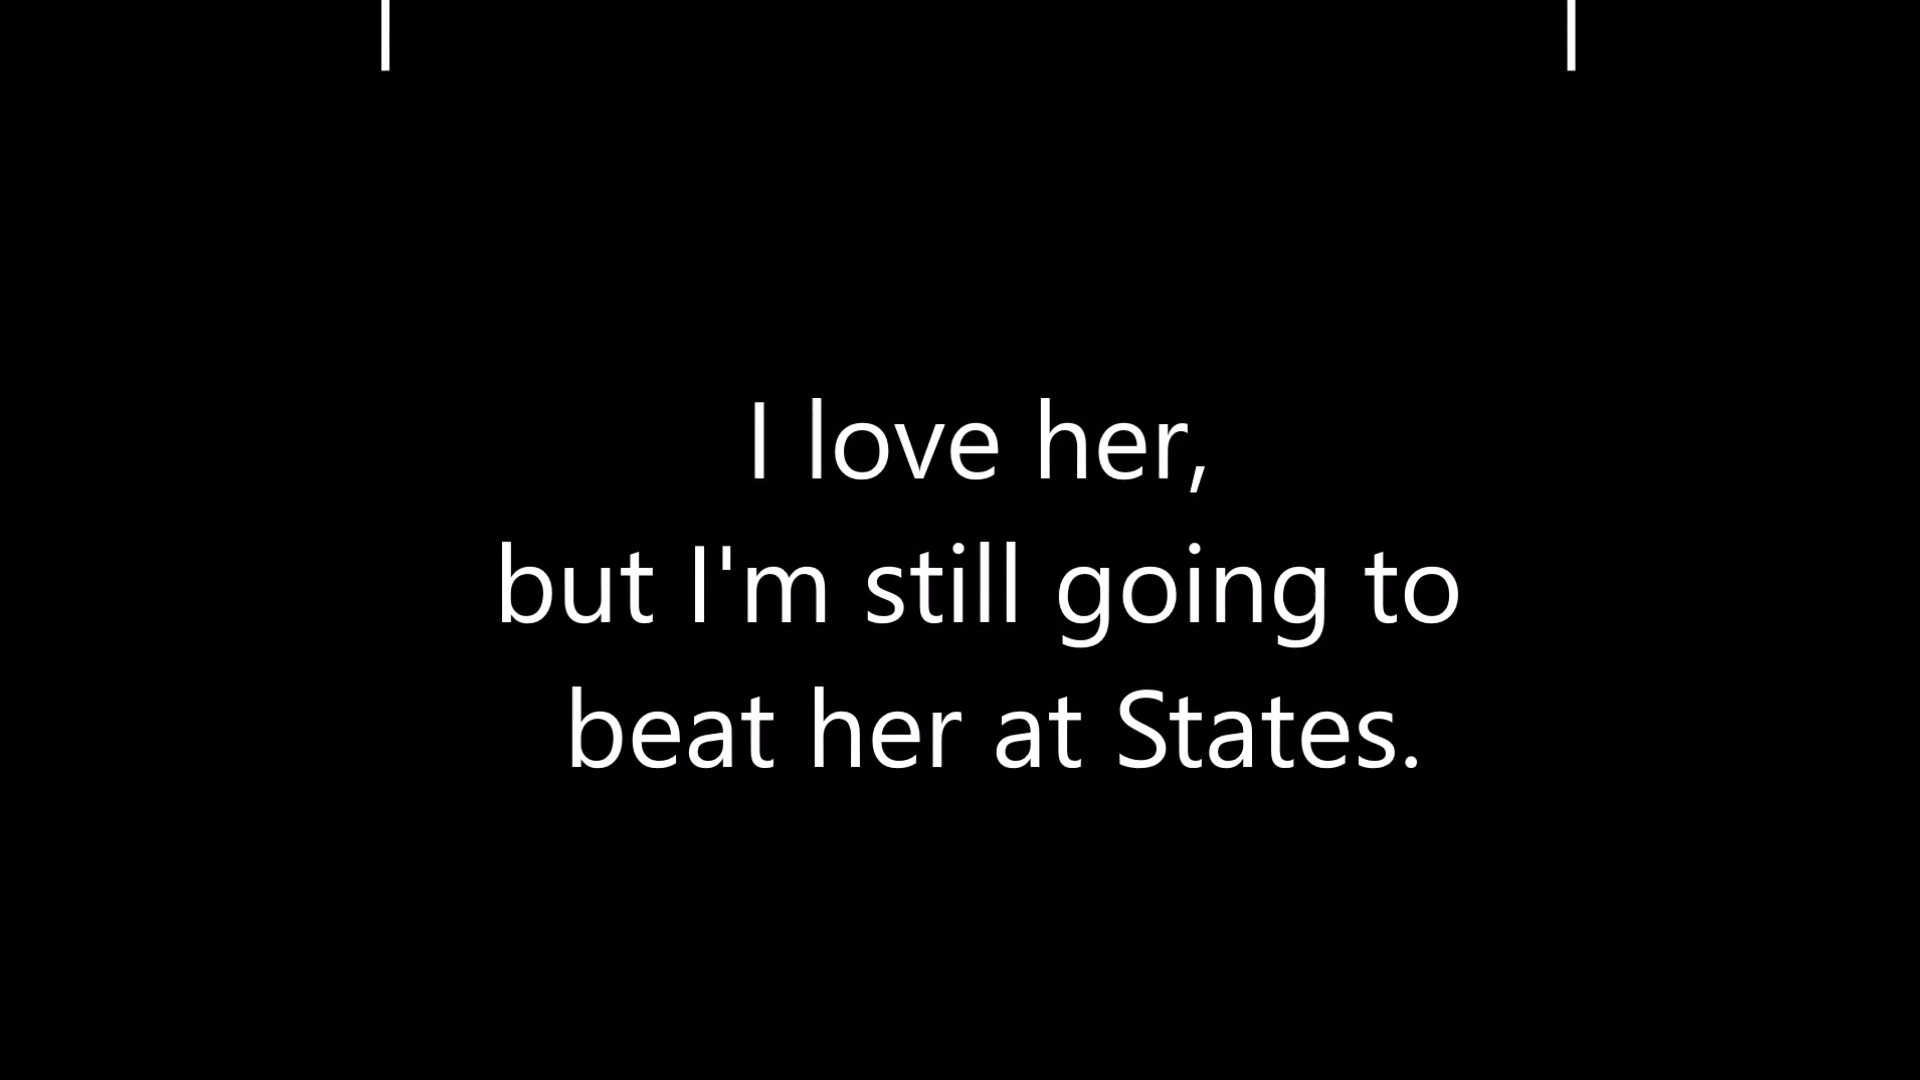 I love her,
but I'm still going to
beat her at States.